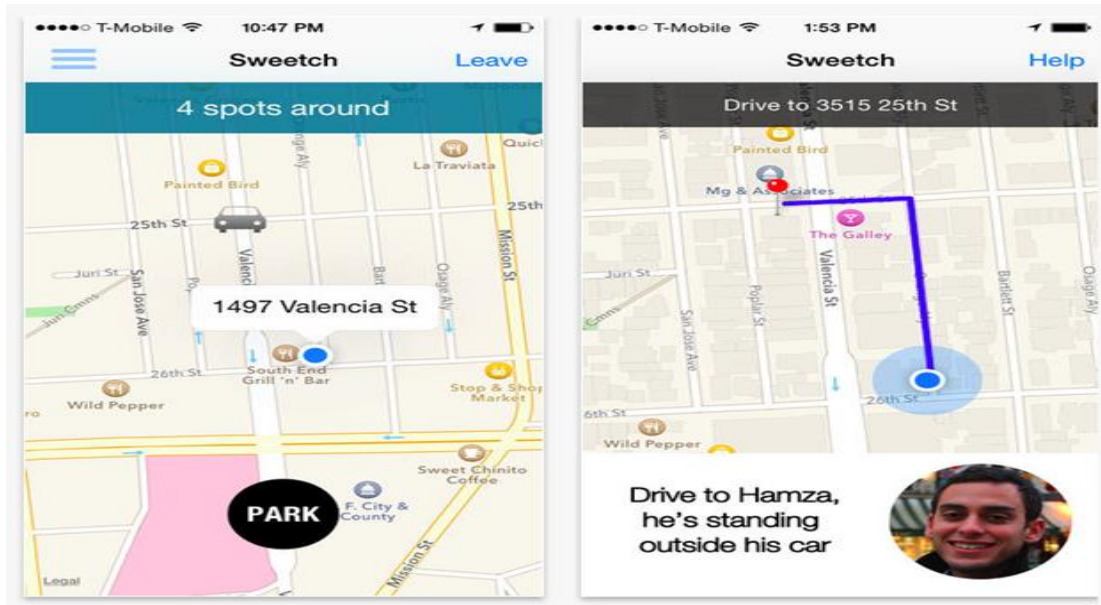 T-Mobile 10:47 PM
Sweetch
Leave
4 spots around
La Traviata
Painted Bird
25th St
25th
Mission St
Valencia
Juri St
San Jose Ave
Osage Aly
1497 Valencia St
26th St
South End
Grill 'n' Bar
Wild Pepper
Stop & Shop
Market
Sweet Chinito
Coffee
PARK
F. City &
County
Mission St
Legal
T-Mobile 1:53 PM
Sweetch
Help
Drive to 3515 25th St
Painted Bird
Mg & Associates
The Galley
Juri St
Valencia St
Poplar St
San Jose Ave
Bartlett St
Osage Aly
26th St
6th St
Wild Pepper
Drive to Hamza,
he's standing
outside his car